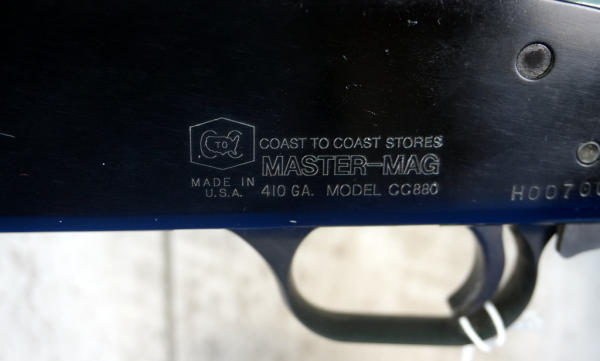 C TO C
COAST TO COAST STORES
MASTER-MAG
MADE IN
U.S.A.
410 GA. MODEL CC880